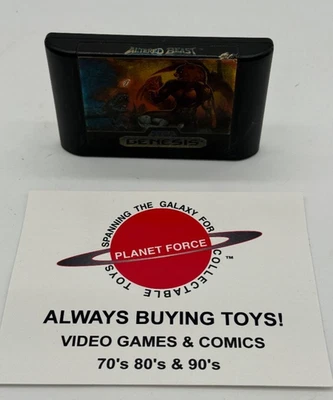 ALTERED BEAST
GENESIS
SPANNING THE GALAXY FOR
COLLECTABLE TOYS
PLANET FORCE
™
ALWAYS BUYING TOYS!
VIDEO GAMES & COMICS
70's 80's & 90's